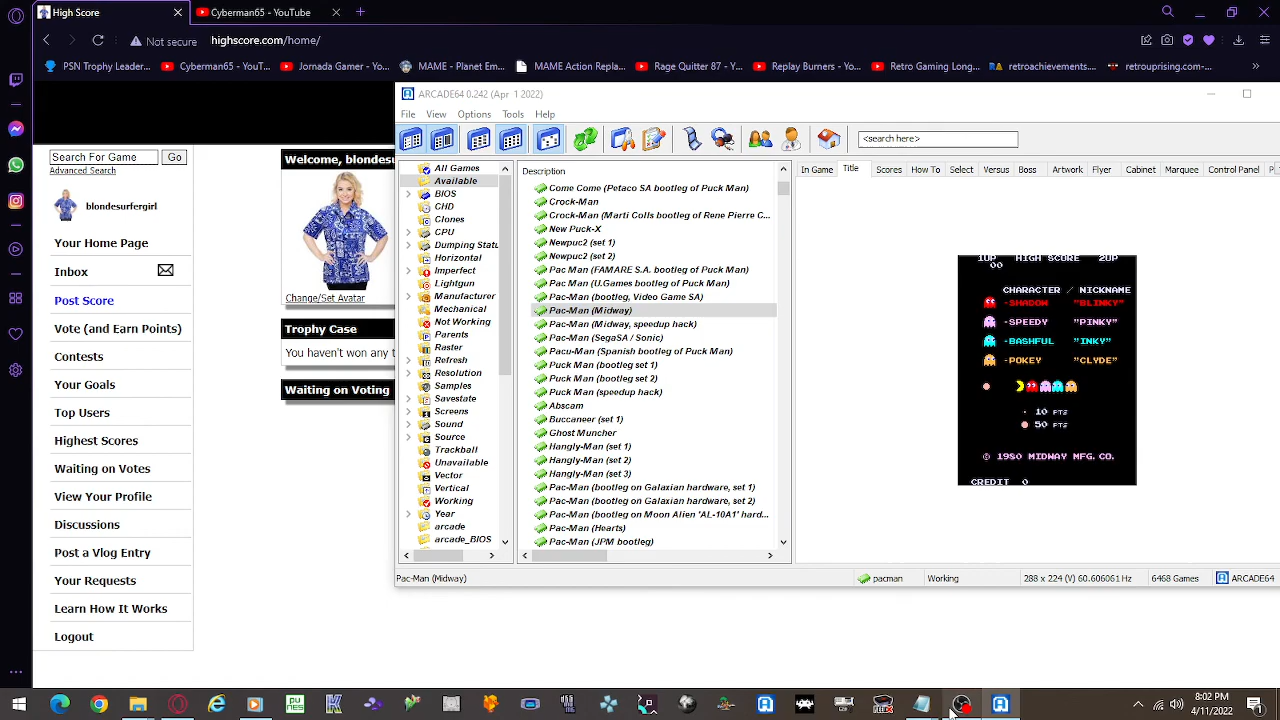 High Score
Cyberman65 - YouTube
Not secure
highscore.com/home/
PSN Trophy Leader...
Cyberman65 - YouT...
Jornada Gamer - Yo...
MAME - Planet Em...
MAME Action Repla...
Rage Quitter 87 - Y...
Replay Burners - Yo...
Retro Gaming Long...
retroachievements....
retrouprising.com-...
Search For Game
Go
Advanced Search
blondesurfergirl
Your Home Page
Inbox
Post Score
Vote (and Earn Points)
Contests
Your Goals
Top Users
Highest Scores
Waiting on Votes
View Your Profile
Discussions
Post a Vlog Entry
Your Requests
Learn How It Works
Logout
Welcome, blondesu
Change/Set Avatar
Trophy Case
You haven't won any t
Waiting on Voting
ARCADE64 0.242 (Apr 1 2022)
File View Options Tools Help
<search here>
All Games
Available
BIOS
CHD
Clones
CPU
Dumping Statu
Horizontal
Imperfect
Lightgun
Manufacturer
Mechanical
Not Working
Parents
Raster
Refresh
Resolution
Samples
Savestate
Screens
Sound
Source
Trackball
Unavailable
Vector
Vertical
Working
Year
arcade
arcade_BIOS
Description
Come Come (Petaco SA bootleg of Puck Man)
Crock-Man
Crock-Man (Marti Colls bootleg of Rene Pierre C...
New Puck-X
Newpuc2 (set 1)
Newpuc2 (set 2)
Pac Man (FAMARE S.A. bootleg of Puck Man)
Pac Man (U.Games bootleg of Puck Man)
Pac-Man (bootleg, Video Game SA)
Pac-Man (Midway)
Pac-Man (Midway, speedup hack)
Pac-Man (SegaSA / Sonic)
Pacu-Man (Spanish bootleg of Puck Man)
Puck Man (bootleg set 1)
Puck Man (bootleg set 2)
Puck Man (speedup hack)
Abscam
Buccaneer (set 1)
Ghost Muncher
Hangly-Man (set 1)
Hangly-Man (set 2)
Hangly-Man (set 3)
Pac-Man (bootleg on Galaxian hardware, set 1)
Pac-Man (bootleg on Galaxian hardware, set 2)
Pac-Man (bootleg on Moon Alien 'AL-10A1' hard...
Pac-Man (Hearts)
Pac-Man (JPM bootleg)
In Game Title Scores How To Select Versus Boss Artwork Flyer Cabinet Marquee Control Panel
1UP HIGH SCORE 2UP
00
CHARACTER / NICKNAME
-SHADOW "BLINKY"
-SPEEDY "PINKY"
-BASHFUL "INKY"
-POKEY "CLYDE"
10 PTS
50 PTS
© 1980 MIDWAY MFG.CO.
CREDIT 0
Pac-Man (Midway)
pacman
Working
288 x 224 (V) 60.606061 Hz
6468 Games
ARCADE64
8:02 PM
4/11/2022